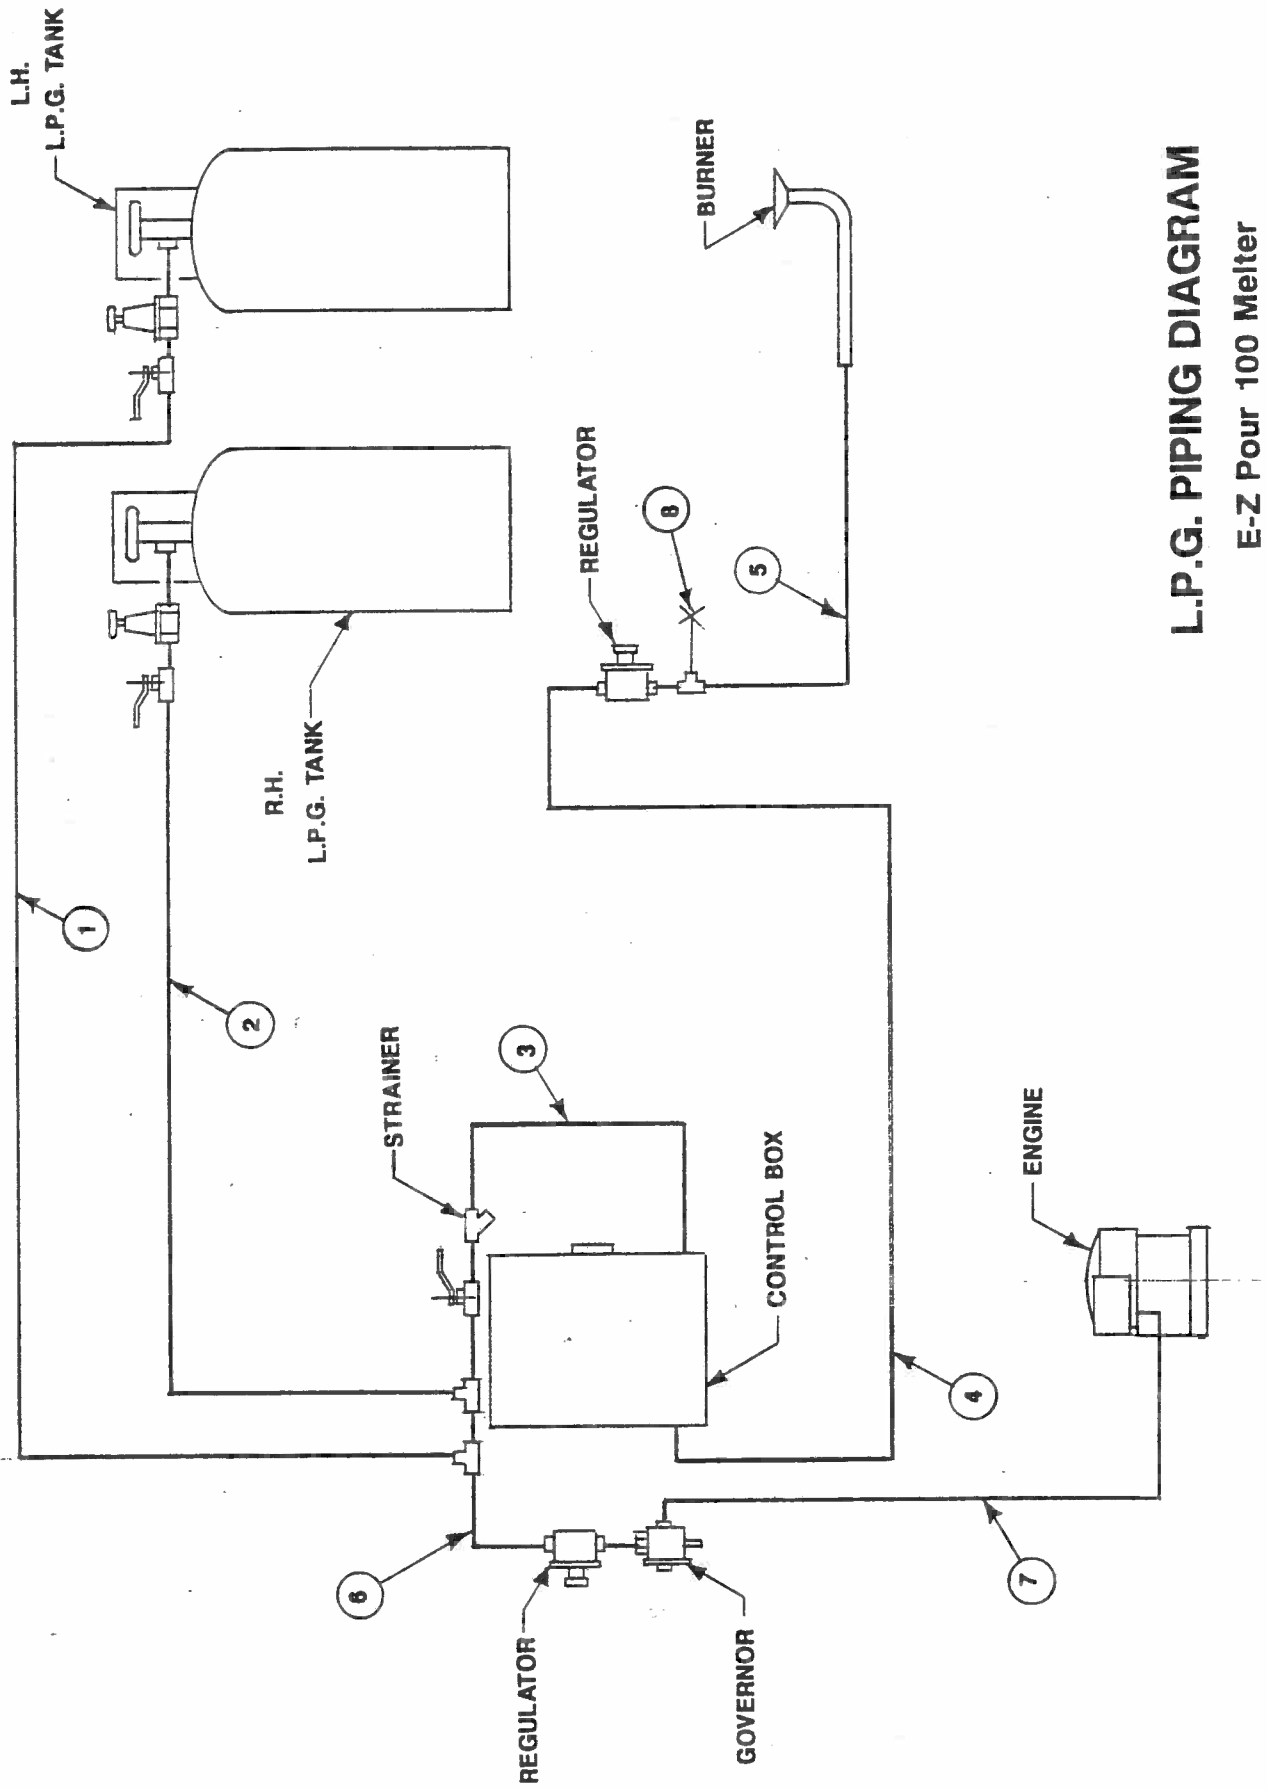 L.H.
L.P.G. TANK
1
2
R.H.
L.P.G. TANK
6
STRAINER
REGULATOR
3
REGULATOR
8
BURNER
GOVERNOR
5
CONTROL BOX
4
7
ENGINE
L.P.G. PIPING DIAGRAM
E-Z Pour 100 Melter